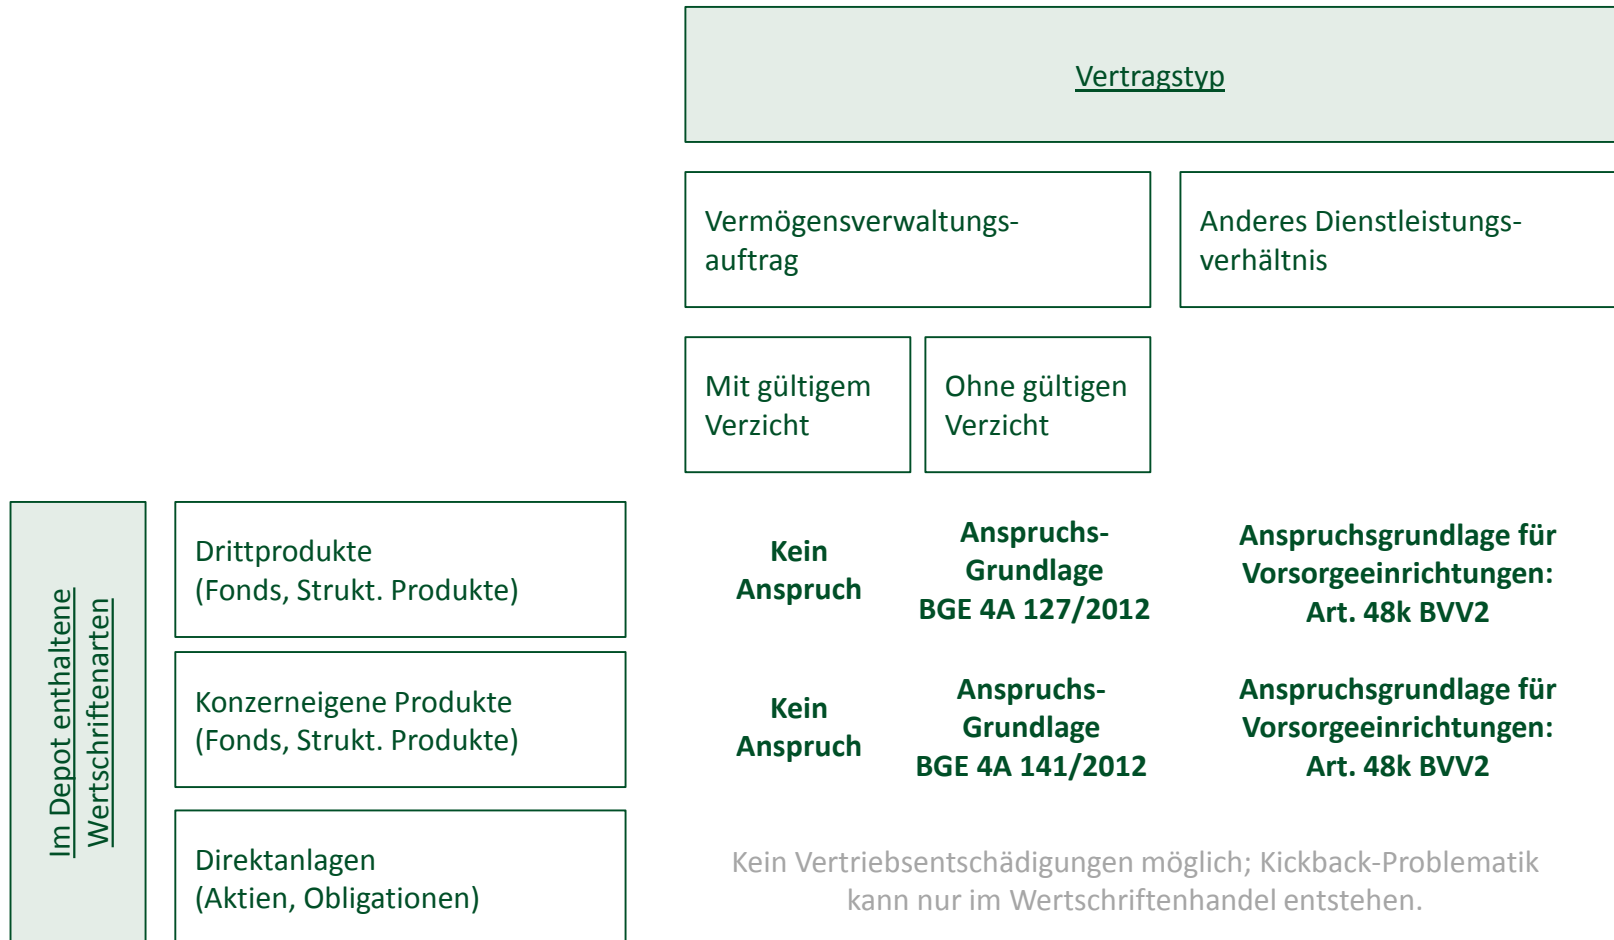 Vertragstyp
Vermögensverwaltungs-
auftrag
Anderes Dienstleistungs-
verhältnis
Mit gültigem
Verzicht
Ohne gültigen
Verzicht
Im Depot enthaltene
Wertschriftenarten
Drittprodukte
(Fonds, Strukt. Produkte)
Kein
Anspruch
Anspruchs-
Grundlage
BGE 4A 127/2012
Anspruchsgrundlage für
Vorsorgeeinrichtungen:
Art. 48k BVV2
Konzerneigene Produkte
(Fonds, Strukt. Produkte)
Kein
Anspruch
Anspruchs-
Grundlage
BGE 4A 141/2012
Anspruchsgrundlage für
Vorsorgeeinrichtungen:
Art. 48k BVV2
Direktanlagen
(Aktien, Obligationen)
Kein Vertriebsentschädigungen möglich; Kickback-Problematik
kann nur im Wertschriftenhandel entstehen.